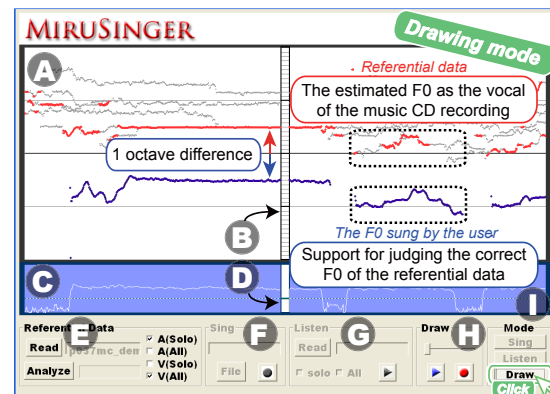 MIRUSINGER
Drawing mode
A
Referential data
The estimated F0 as the vocal
of the music CD recording
1 octave difference
B
The F0 sung by the user
Support for judging the correct
F0 of the referential data
C
D
I
Referen Data
E
Read
Analyze
A(Solo)
A(All)
V(Solo)
V(All)
Sing
F
File
Listen
G
Read
solo
All
Draw
H
Mode
Sing
Listen
Draw
Click